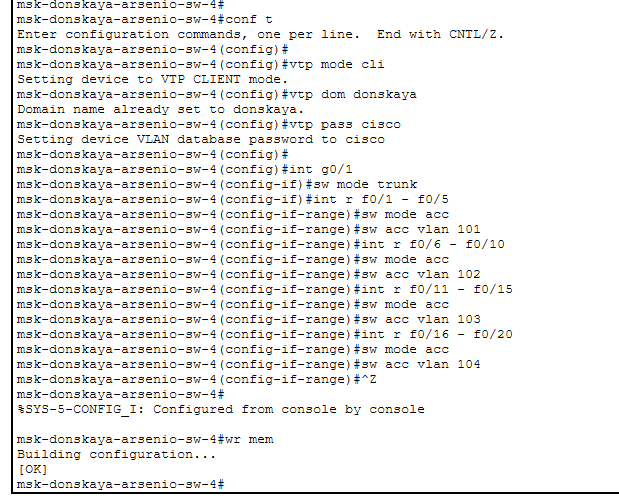 msk-donskaya-arsenio-sw-4#
msk-donskaya-arsenio-sw-4#conf t
Enter configuration commands, one per line.  End with CNTL/Z.
msk-donskaya-arsenio-sw-4(config)#
msk-donskaya-arsenio-sw-4(config)#vtp mode cli
Setting device to VTP CLIENT mode.
msk-donskaya-arsenio-sw-4(config)#vtp dom donskaya
Domain name already set to donskaya.
msk-donskaya-arsenio-sw-4(config)#vtp pass cisco
Setting device VLAN database password to cisco
msk-donskaya-arsenio-sw-4(config)#
msk-donskaya-arsenio-sw-4(config)#int g0/1
msk-donskaya-arsenio-sw-4(config-if)#sw mode trunk
msk-donskaya-arsenio-sw-4(config-if)#int r f0/1 - f0/5
msk-donskaya-arsenio-sw-4(config-if-range)#sw mode acc
msk-donskaya-arsenio-sw-4(config-if-range)#sw acc vlan 101
msk-donskaya-arsenio-sw-4(config-if-range)#int r f0/6 - f0/10
msk-donskaya-arsenio-sw-4(config-if-range)#sw mode acc
msk-donskaya-arsenio-sw-4(config-if-range)#sw acc vlan 102
msk-donskaya-arsenio-sw-4(config-if-range)#int r f0/11 - f0/15
msk-donskaya-arsenio-sw-4(config-if-range)#sw mode acc
msk-donskaya-arsenio-sw-4(config-if-range)#sw acc vlan 103
msk-donskaya-arsenio-sw-4(config-if-range)#int r f0/16 - f0/20
msk-donskaya-arsenio-sw-4(config-if-range)#sw mode acc
msk-donskaya-arsenio-sw-4(config-if-range)#sw acc vlan 104
msk-donskaya-arsenio-sw-4(config-if-range)#^Z
msk-donskaya-arsenio-sw-4#
%SYS-5-CONFIG_I: Configured from console by console
msk-donskaya-arsenio-sw-4#wr mem
Building configuration...
[OK]
msk-donskaya-arsenio-sw-4#